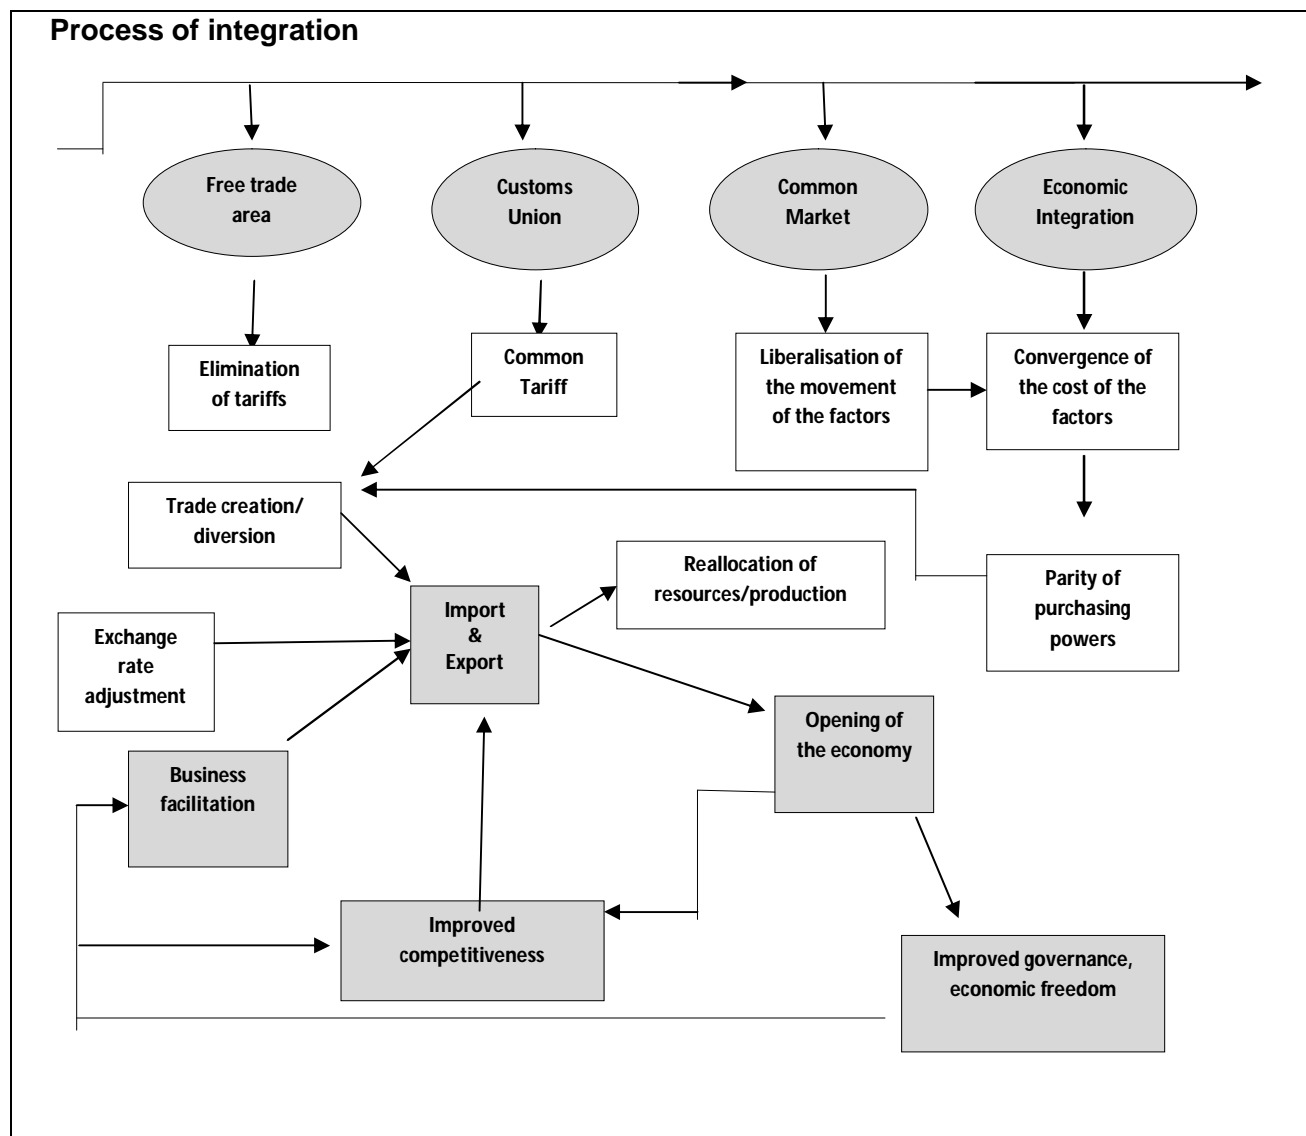 Process of integration
Free trade
area
Customs
Union
Common
Market
Economic
Integration
Elimination
of tariffs
Common
Tariff
Liberalisation of
the movement
of the factors
Convergence of
the cost of the
factors
Trade creation/
diversion
Reallocation of
resources/production
Parity of
purchasing
powers
Import
&
Export
Exchange
rate
adjustment
Opening of
the economy
Business
facilitation
Improved
competitiveness
Improved governance,
economic freedom